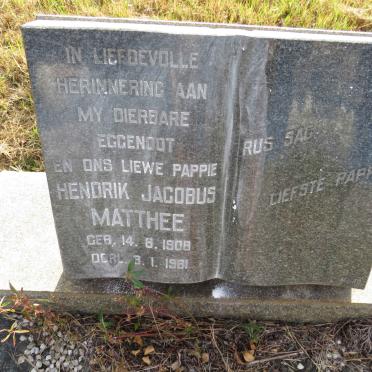 IN LIEFDEVOLLE
HERINNERING AAN
MY DIERBARE
EGGENOOT
EN ONS LIEWE PAPPIE
HENDRIK JACOBUS
MATTHEE
GEB. 14. 6. 1908
OORL. 3. 1. 1981
RUS SAG
LIEFSTE PAPP